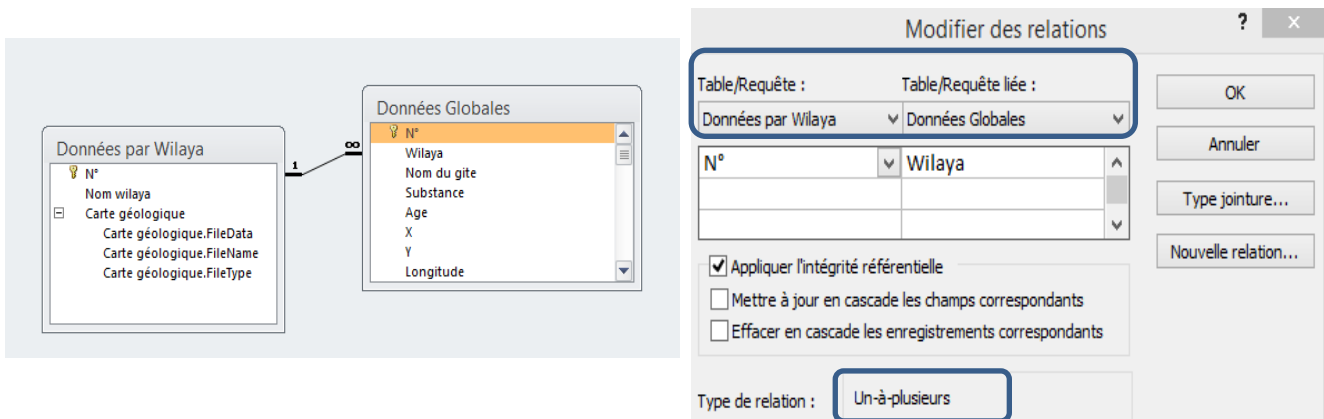 Données par Wilaya
N°
Nom wilaya
Carte géologique
Carte géologique.FileData
Carte géologique.FileName
Carte géologique.FileType
1
∞
Données Globales
N°
Wilaya
Nom du gite
Substance
Age
X
Y
Longitude
Modifier des relations
? x
Table/Requête : Table/Requête liée :
Données par Wilaya Données Globales
N° Wilaya
Appliquer l'intégrité référentielle
Mettre à jour en cascade les champs correspondants
Effacer en cascade les enregistrements correspondants
Type de relation : Un-à-plusieurs
OK
Annuler
Type jointure...
Nouvelle relation...